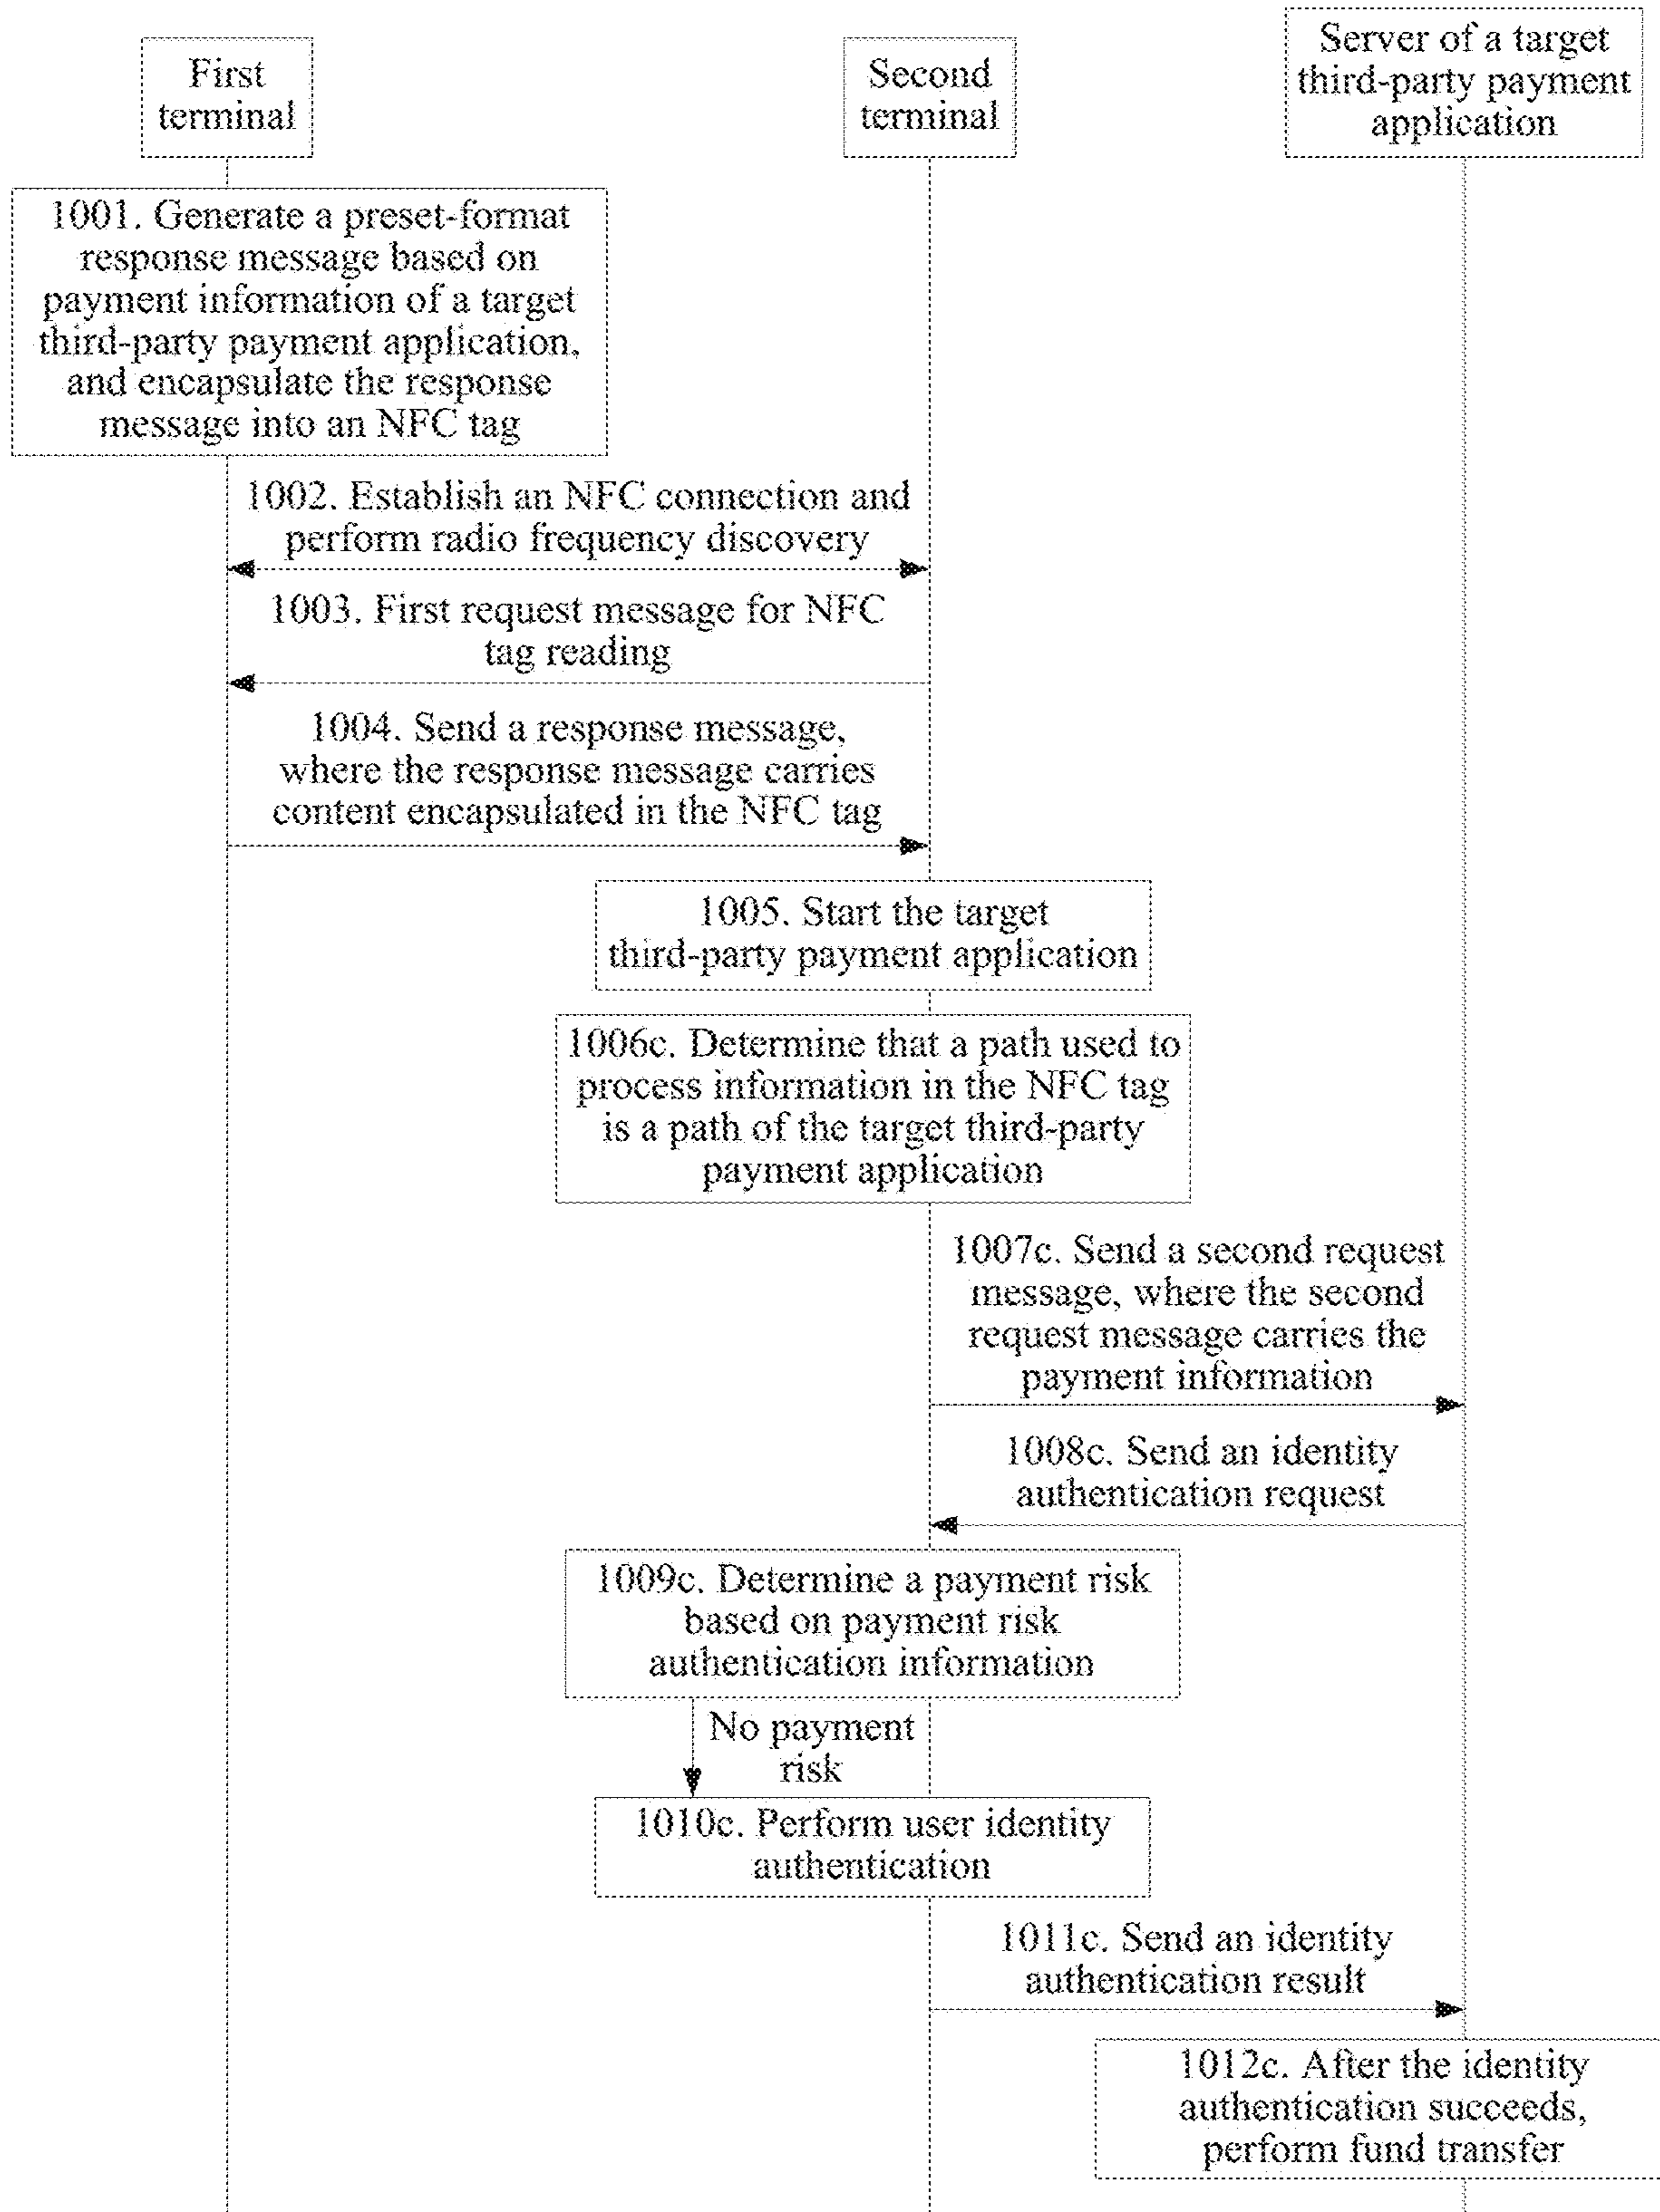 First
terminal
Second
terminal
Server of a target
third-party payment
application
1001. Generate a preset-format
response message based on
payment information of a target
third-party payment application,
and encapsulate the response
message into an NFC tag
1002. Establish an NFC connection and
perform radio frequency discovery
1003. First request message for NFC
tag reading
1004. Send a response message,
where the response message carries
content encapsulated in the NFC tag
1005. Start the target
third-party payment application
1006c. Determine that a path used to
process information in the NFC tag
is a path of the target third-party
payment application
1007c. Send a second request
message, where the second
request message carries the
payment information
1008c. Send an identity
authentication request
1009c. Determine a payment risk
based on payment risk
authentication information
No payment
risk
1010c. Perform user identity
authentication
1011c. Send an identity
authentication result
1012c. After the identity
authentication succeeds,
perform fund transfer